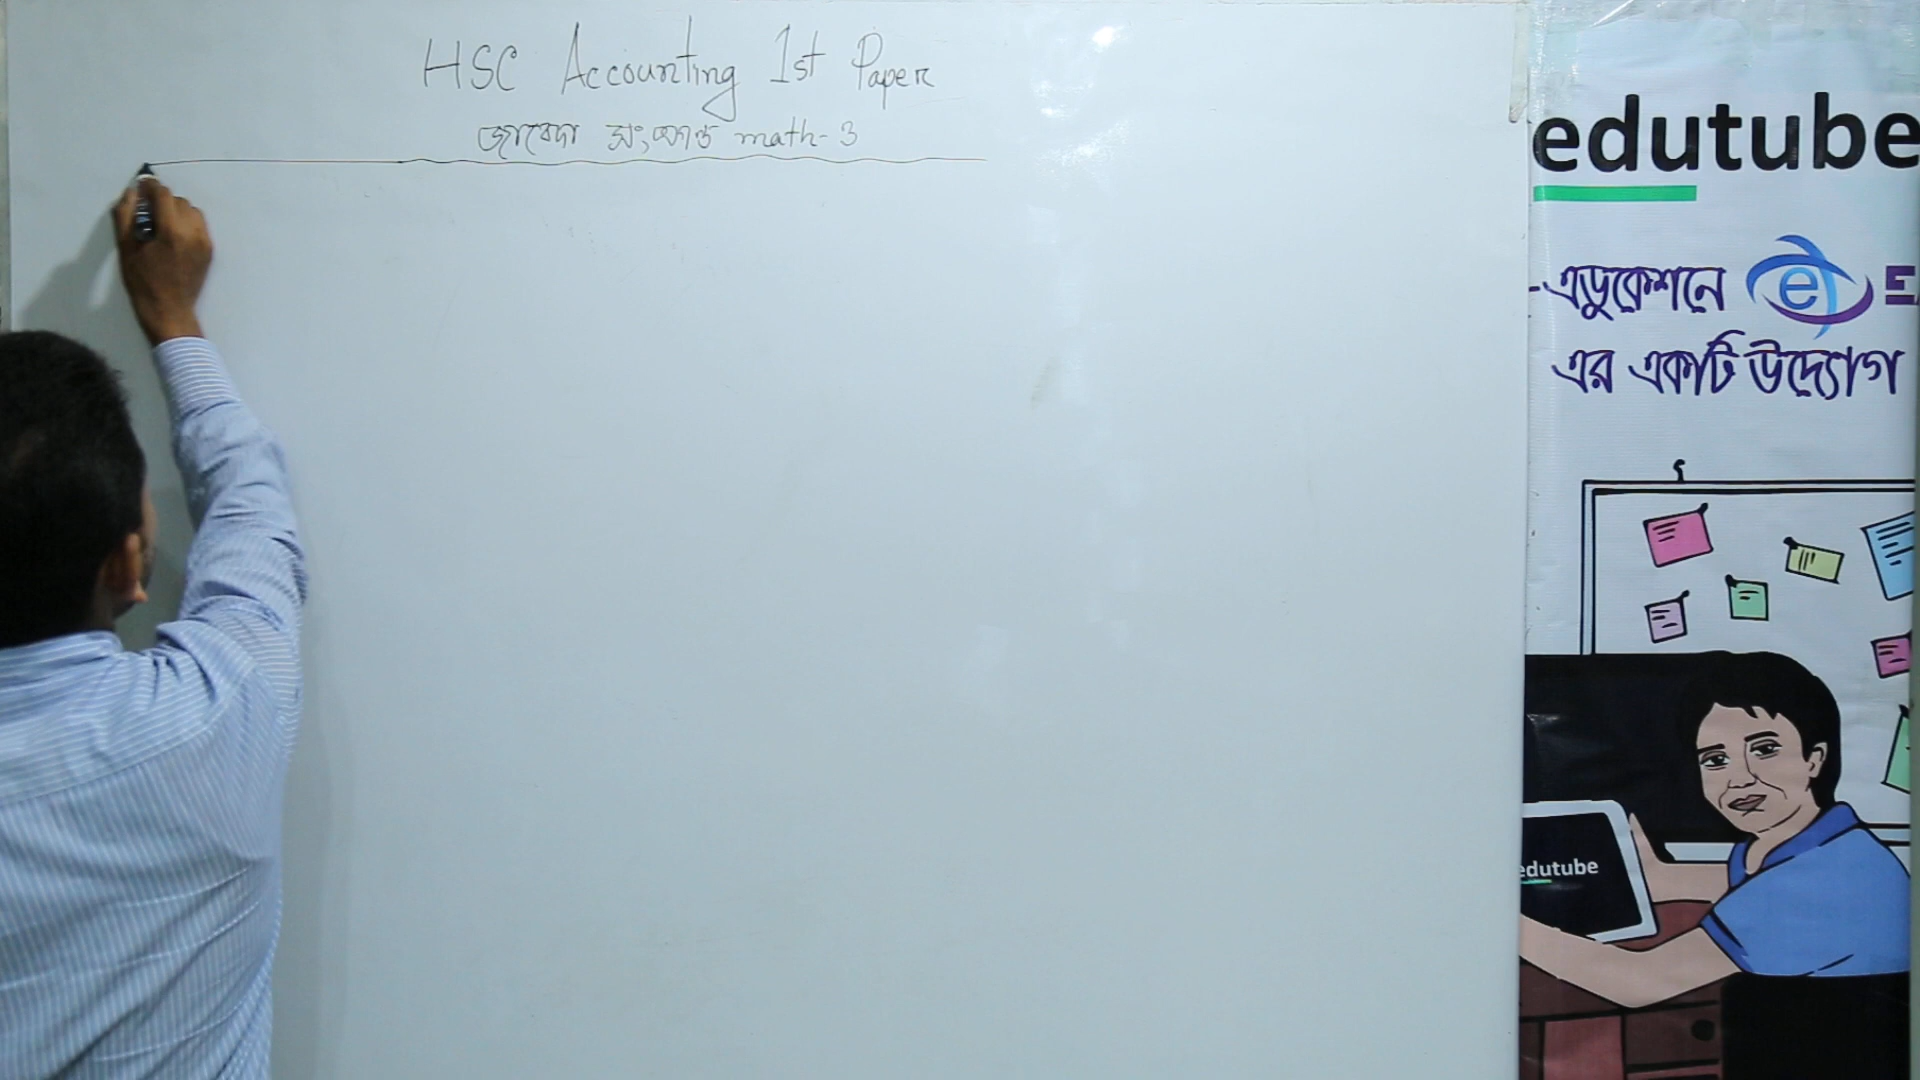 HSC Accounting 1st Paper
জাবেদা সংক্রান্ত math-3
edutube
-এডুকেশনে e
এর একটি উদ্যোগ
edutube